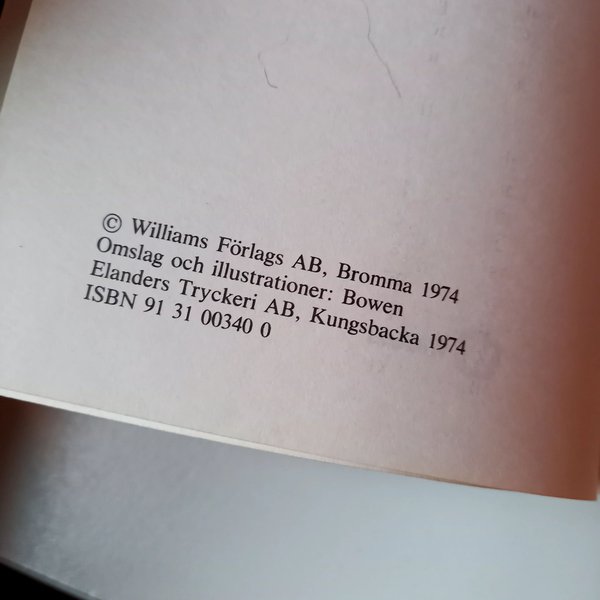 © Williams Förlags AB, Bromma 1974
Omslag och illustrationer: Bowen
Elanders Tryckeri AB, Kungsbacka 1974
ISBN 91 31 00340 0